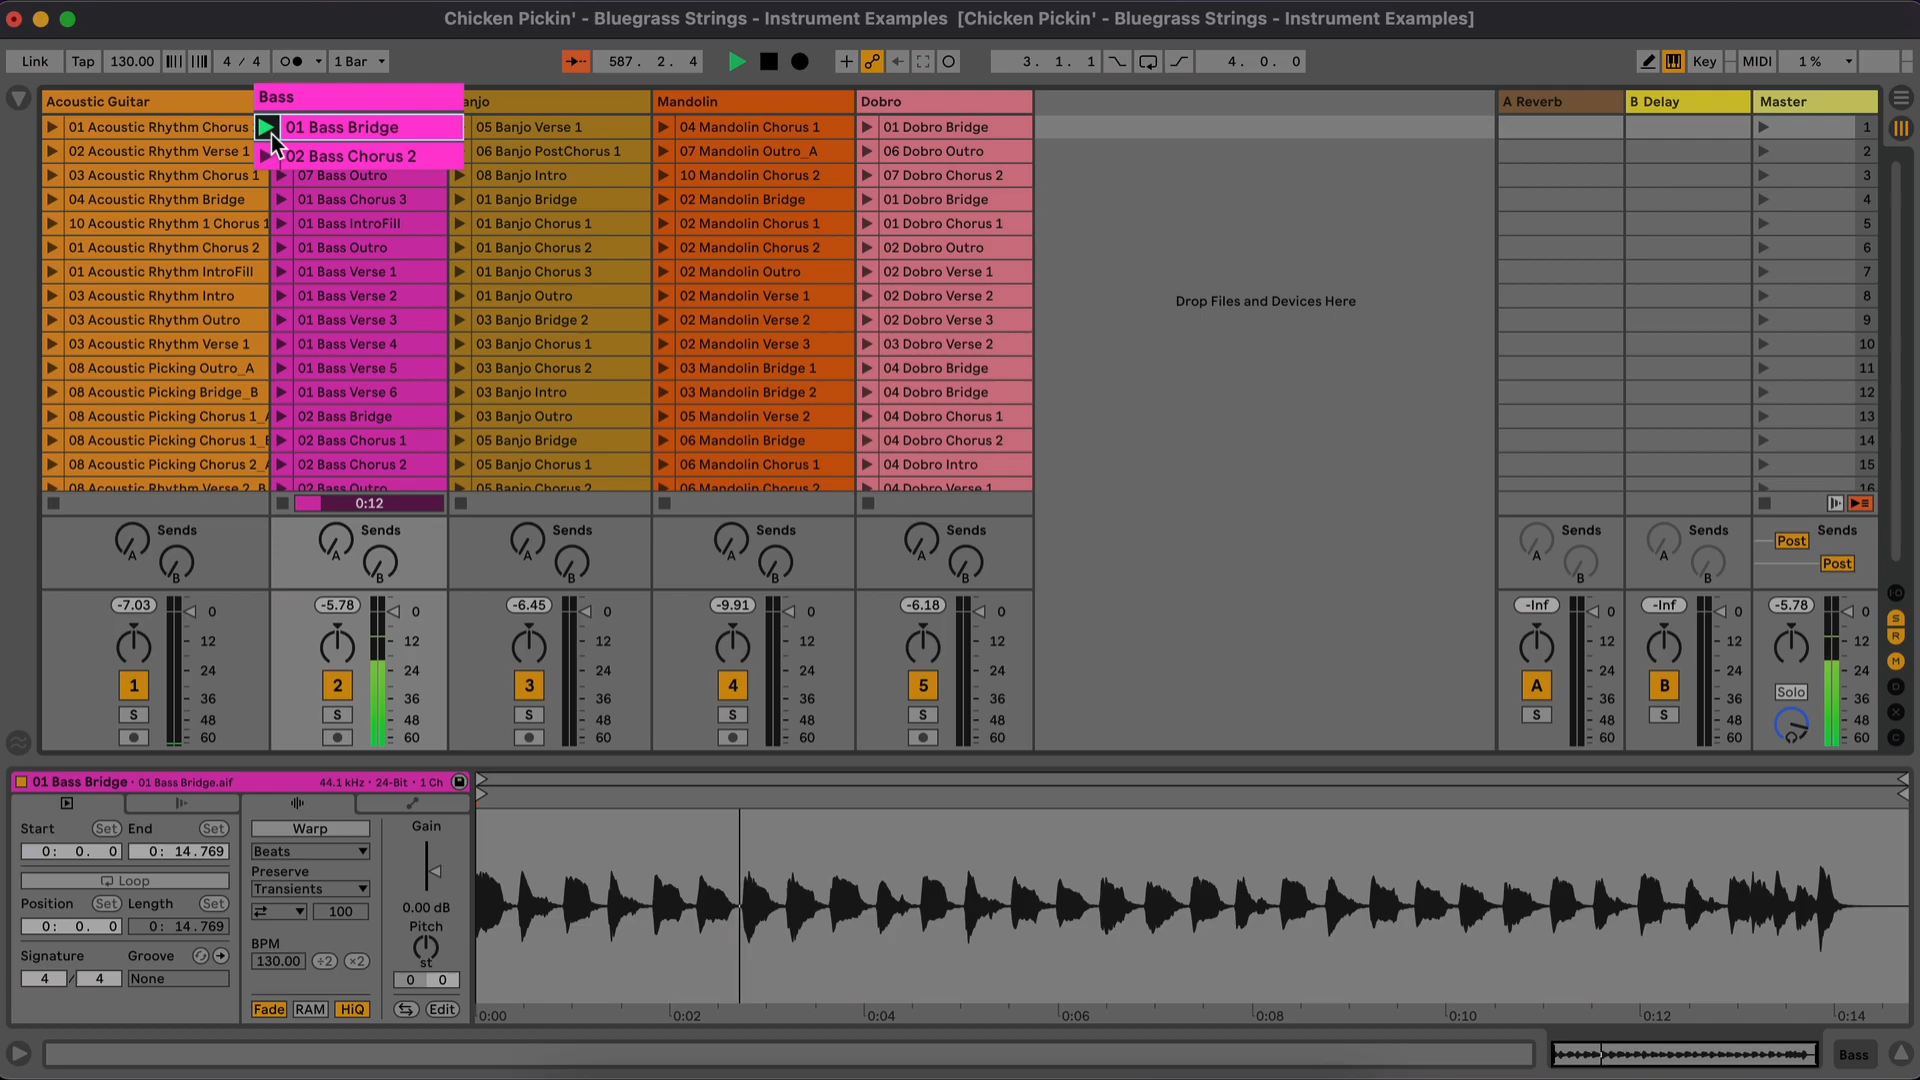 Chicken Pickin' - Bluegrass Strings - Instrument Examples [Chicken Pickin' - Bluegrass Strings - Instrument Examples]
Link Tap 130.00 4 / 4 1 Bar 587. 2. 4 3. 1. 1 4. 0. 0 Key MIDI 1 %
Acoustic Guitar Bass anjo Mandolin Dobro A Reverb B Delay Master
01 Acoustic Rhythm Chorus 01 Bass Bridge 05 Banjo Verse 1 04 Mandolin Chorus 1 01 Dobro Bridge 1
02 Acoustic Rhythm Verse 1 02 Bass Chorus 2 06 Banjo PostChorus 1 07 Mandolin Outro_A 06 Dobro Outro 2
03 Acoustic Rhythm Chorus 1 07 Bass Outro 08 Banjo Intro 10 Mandolin Chorus 2 07 Dobro Chorus 2 3
04 Acoustic Rhythm Bridge 01 Bass Chorus 3 01 Banjo Bridge 02 Mandolin Bridge 01 Dobro Bridge 4
10 Acoustic Rhythm 1 Chorus 1 01 Bass IntroFill 01 Banjo Chorus 1 02 Mandolin Chorus 1 01 Dobro Chorus 1 5
01 Acoustic Rhythm Chorus 2 01 Bass Outro 01 Banjo Chorus 2 02 Mandolin Chorus 2 02 Dobro Outro 6
01 Acoustic Rhythm IntroFill 01 Bass Verse 1 01 Banjo Chorus 3 02 Mandolin Outro 02 Dobro Verse 1 7
03 Acoustic Rhythm Intro 01 Bass Verse 2 01 Banjo Outro 02 Mandolin Verse 1 02 Dobro Verse 2 8
Drop Files and Devices Here
03 Acoustic Rhythm Outro 01 Bass Verse 3 03 Banjo Bridge 2 02 Mandolin Verse 2 02 Dobro Verse 3 9
03 Acoustic Rhythm Verse 1 01 Bass Verse 4 03 Banjo Chorus 1 02 Mandolin Verse 3 03 Dobro Verse 2 10
08 Acoustic Picking Outro_A 01 Bass Verse 5 03 Banjo Chorus 2 03 Mandolin Bridge 1 04 Dobro Bridge 11
08 Acoustic Picking Bridge_B 01 Bass Verse 6 03 Banjo Intro 03 Mandolin Bridge 2 04 Dobro Bridge 12
08 Acoustic Picking Chorus 1_ 02 Bass Bridge 03 Banjo Outro 05 Mandolin Verse 2 04 Dobro Chorus 1 13
08 Acoustic Picking Chorus 1_ 02 Bass Chorus 1 05 Banjo Bridge 06 Mandolin Bridge 04 Dobro Chorus 2 14
08 Acoustic Picking Chorus 2_ 02 Bass Chorus 2 05 Banjo Chorus 1 06 Mandolin Chorus 1 04 Dobro Intro 15
08 Acoustic Rhythm Verse 2_B 02 Bass Outro 05 Banjo Chorus 2 06 Mandolin Chorus 2 04 Dobro Verse 1 16
0:12
Sends Sends Sends Sends Sends Sends Sends Sends
A A A A A A A Post
B B B B B B B Post
-7.03 0 -5.78 0 -6.45 0 -9.91 0 -6.18 0 -Inf 0 -Inf 0 -5.78 0
12 12 12 12 12 12 12 12
24 24 24 24 24 24 24 24
1 2 3 4 5 A B Solo
36 36 36 36 36 36 36 36
S S S S S S S
48 48 48 48 48 48 48 48
60 60 60 60 60 60 60 60
I·O
S
R
M
D
X
C
01 Bass Bridge · 01 Bass Bridge.aif 44.1 kHz · 24-Bit · 1 Ch
Start Set End Set Warp Gain
0: 0. 0 0: 14.769 Beats
Loop Preserve
Transients
Position Set Length Set 100 0.00 dB
0: 0. 0 0: 14.769 Pitch
Signature Groove BPM st
4 / 4 None 130.00 ÷2 ×2 0 0
Fade RAM HiQ Edit
0:00 0:02 0:04 0:06 0:08 0:10 0:12 0:14
Bass